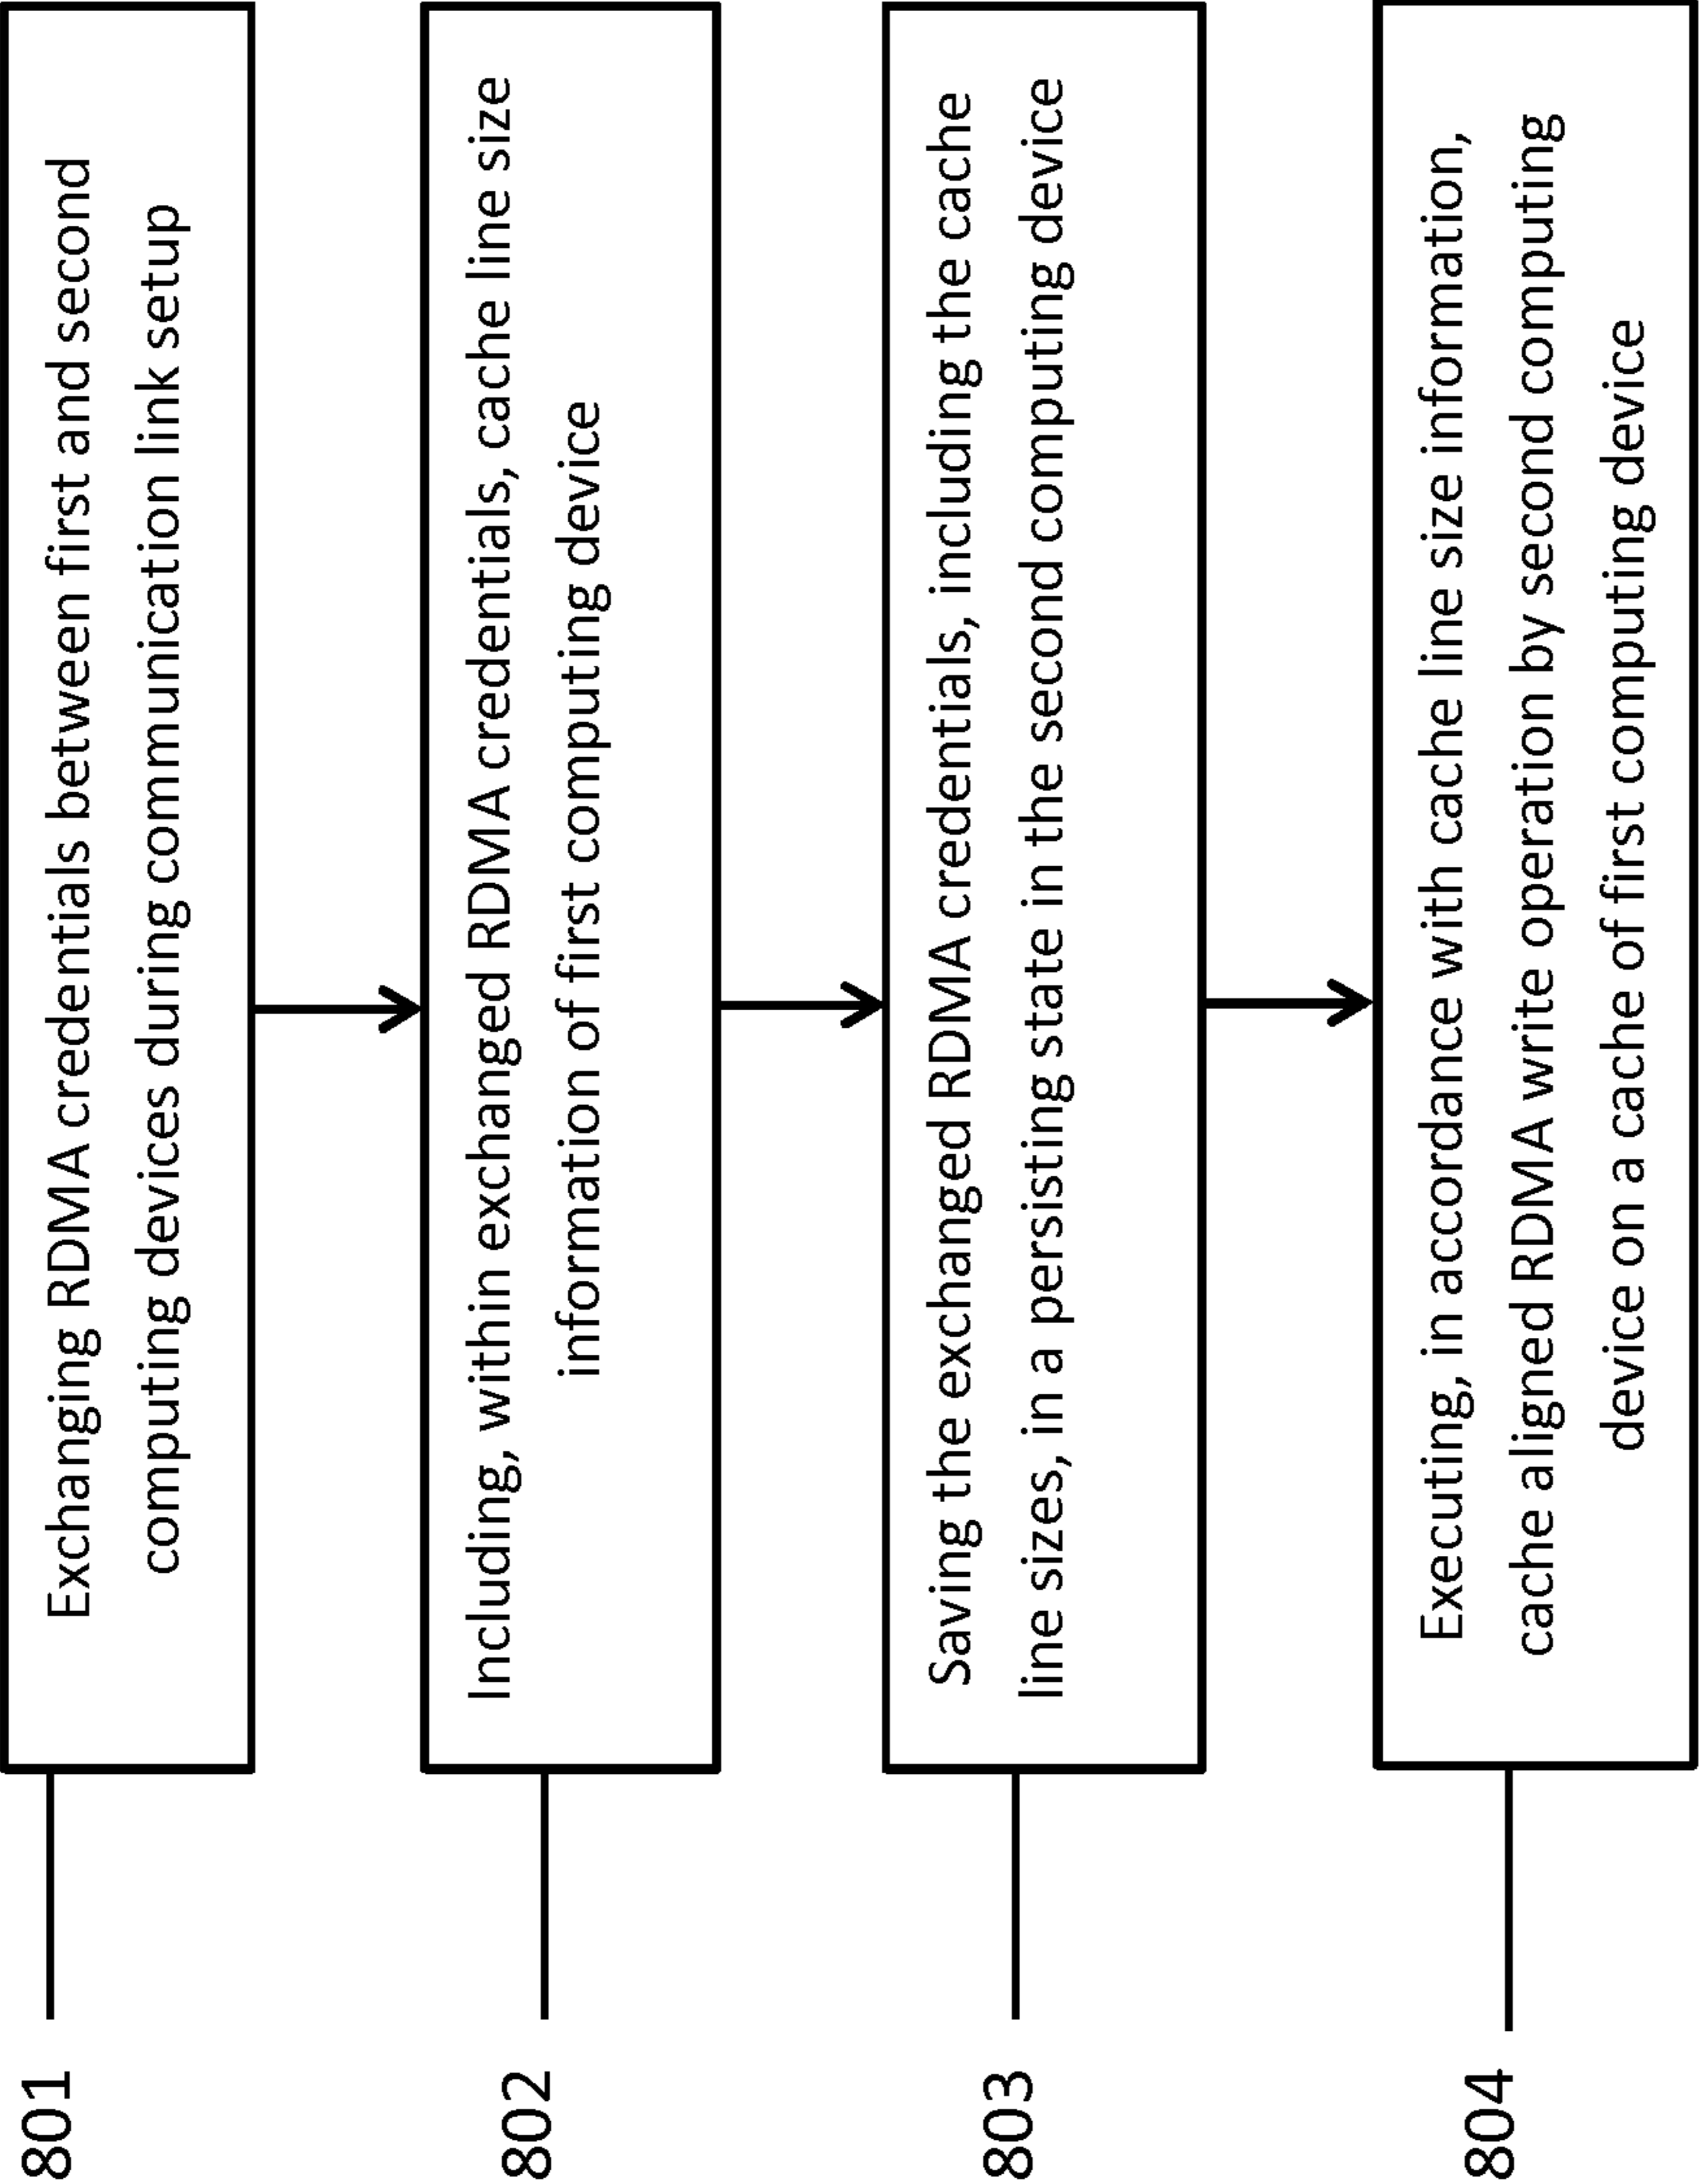 801
Exchanging RDMA credentials between first and second
computing devices during communication link setup
802
Including, within exchanged RDMA credentials, cache line size
information of first computing device
803
Saving the exchanged RDMA credentials, including the cache
line sizes, in a persisting state in the second computing device
804
Executing, in accordance with cache line size information,
cache aligned RDMA write operation by second computing
device on a cache of first computing device